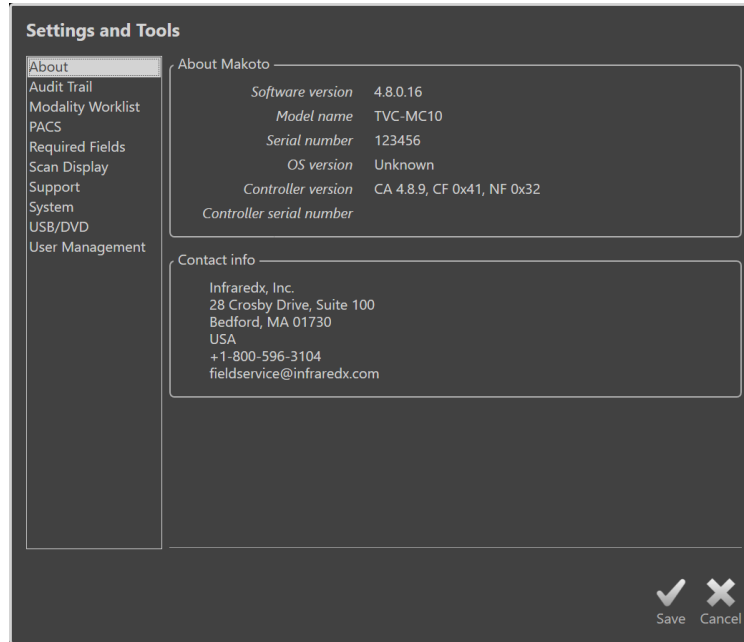 Settings and Tools
About
Audit Trail
Modality Worklist
PACS
Required Fields
Scan Display
Support
System
USB/DVD
User Management
About Makoto
Software version 4.8.0.16
Model name TVC-MC10
Serial number 123456
OS version Unknown
Controller version CA 4.8.9, CF 0x41, NF 0x32
Controller serial number
Contact info
Infraredx, Inc.
28 Crosby Drive, Suite 100
Bedford, MA 01730
USA
+1-800-596-3104
fieldservice@infraredx.com
Save Cancel